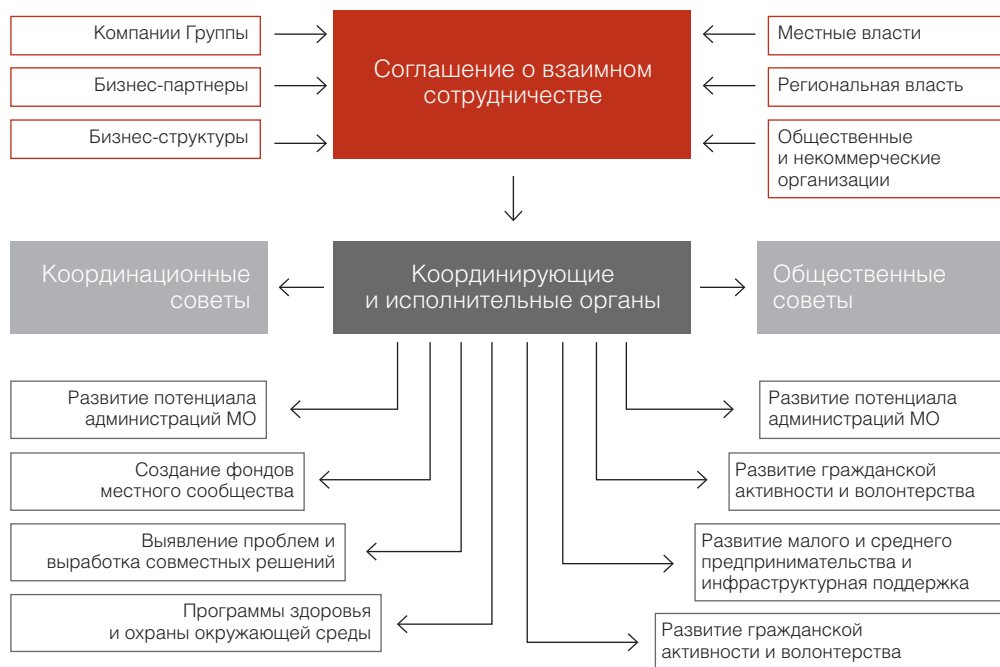 Компании Группы
Бизнес-партнеры
Бизнес-структуры
Соглашение о взаимном
сотрудничестве
Местные власти
Региональная власть
Общественные
и некоммерческие
организации
Координационные
советы
Координирующие
и исполнительные органы
Общественные
советы
Развитие потенциала
администраций МО
Создание фондов
местного сообщества
Выявление проблем и
выработка совместных решений
Программы здоровья
и охраны окружающей среды
Развитие потенциала
администраций МО
Развитие гражданской
активности и волонтерства
Развитие малого и среднего
предпринимательства и
инфраструктурная поддержка
Развитие гражданской
активности и волонтерства